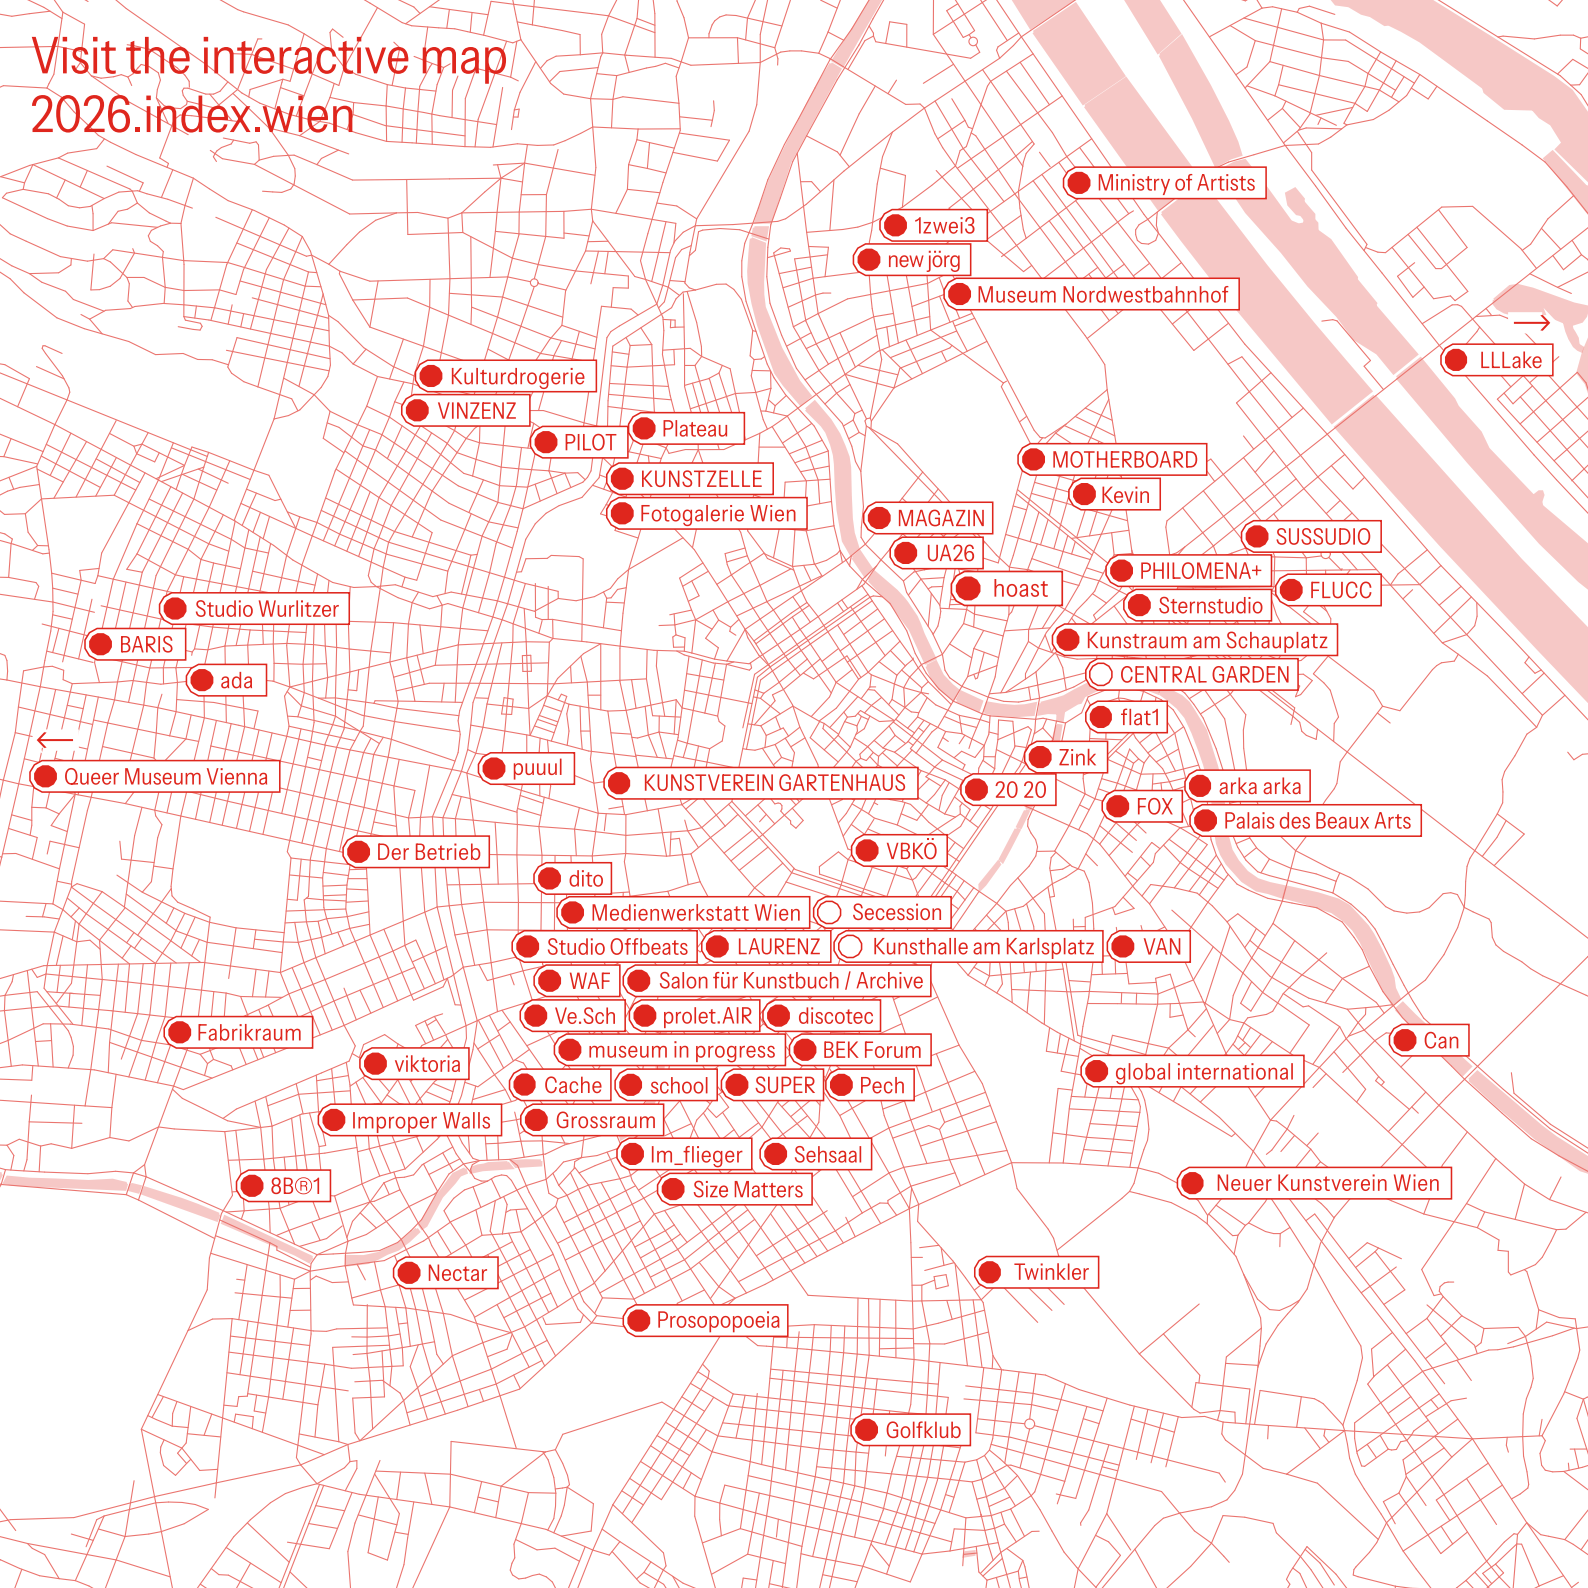 Visit the interactive map
2026.index.wien
Ministry of Artists
1zwei3
new jörg
Museum Nordwestbahnhof
→
LLLake
Kulturdrogerie
VINZENZ
Plateau
PILOT
MOTHERBOARD
KUNSTZELLE
Kevin
Fotogalerie Wien
MAGAZIN
SUSSUDIO
UA26
PHILOMENA+
hoast
FLUCC
Studio Wurlitzer
Sternstudio
BARIS
Kunstraum am Schauplatz
ada
CENTRAL GARDEN
flat1
←
Zink
puuul
Queer Museum Vienna
KUNSTVEREIN GARTENHAUS
20 20
arka arka
FOX
Palais des Beaux Arts
Der Betrieb
VBKÖ
dito
Medienwerkstatt Wien
Secession
Studio Offbeats
LAURENZ
Kunsthalle am Karlsplatz
VAN
WAF
Salon für Kunstbuch / Archive
Ve.Sch
prolet.AIR
discotec
Fabrikraum
Can
museum in progress
BEK Forum
viktoria
global international
Cache
school
SUPER
Pech
Improper Walls
Grossraum
Im_flieger
Sehsaal
8B®1
Size Matters
Neuer Kunstverein Wien
Nectar
Twinkler
Prosopopoeia
Golfklub